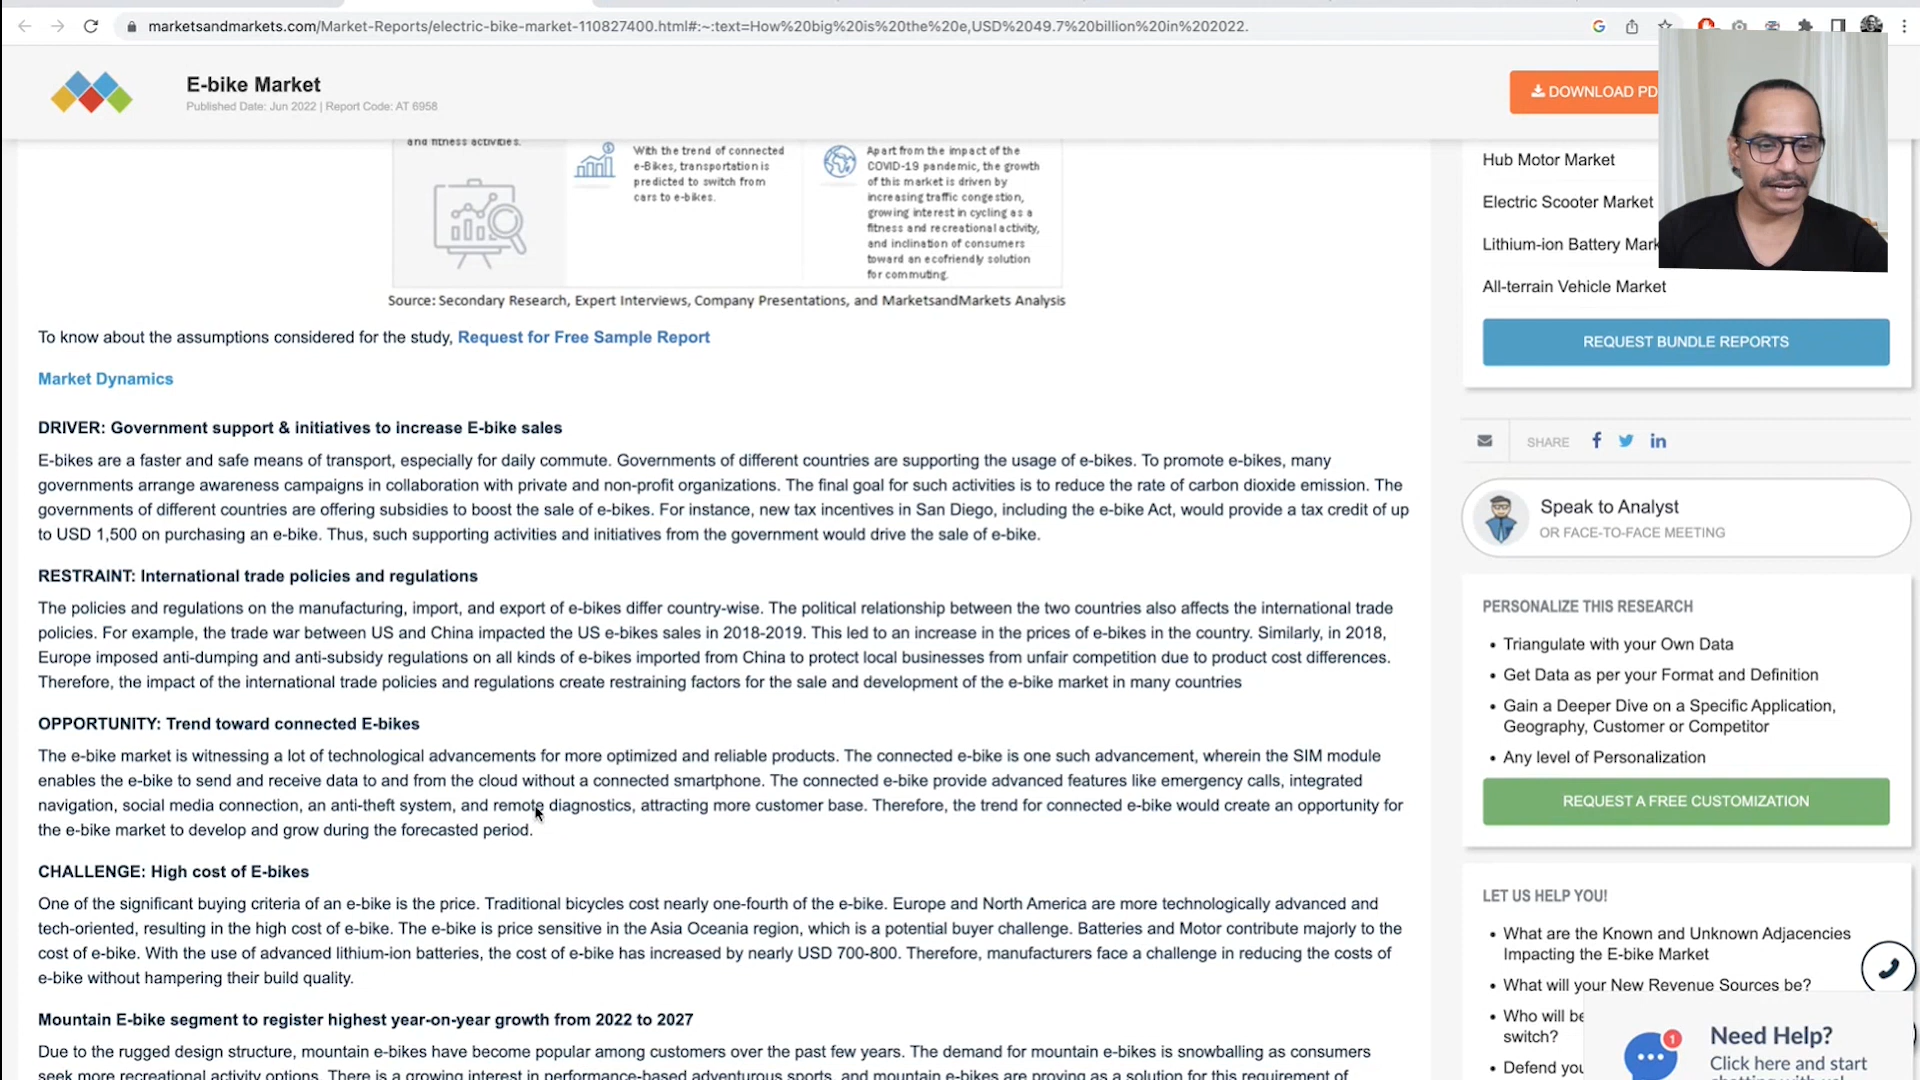 marketsandmarkets.com/Market-Reports/electric-bike-market-110827400.html#:~:text=How%20big%20is%20the%20e,USD%2049.7%20billion%20in%202022.
E-bike Market
Published Date: Jun 2022 | Report Code: AT 6958
DOWNLOAD PD
and fitness activities.
With the trend of connected
e-Bikes, transportation is
predicted to switch from
cars to e-bikes.
Apart from the impact of the
COVID-19 pandemic, the growth
of this market is driven by
increasing traffic congestion,
growing interest in cycling as a
fitness and recreational activity,
and inclination of consumers
toward an ecofriendly solution
for commuting.
Source: Secondary Research, Expert Interviews, Company Presentations, and MarketsandMarkets Analysis
To know about the assumptions considered for the study, Request for Free Sample Report
Market Dynamics
DRIVER: Government support & initiatives to increase E-bike sales
E-bikes are a faster and safe means of transport, especially for daily commute. Governments of different countries are supporting the usage of e-bikes. To promote e-bikes, many
governments arrange awareness campaigns in collaboration with private and non-profit organizations. The final goal for such activities is to reduce the rate of carbon dioxide emission. The
governments of different countries are offering subsidies to boost the sale of e-bikes. For instance, new tax incentives in San Diego, including the e-bike Act, would provide a tax credit of up
to USD 1,500 on purchasing an e-bike. Thus, such supporting activities and initiatives from the government would drive the sale of e-bike.
RESTRAINT: International trade policies and regulations
The policies and regulations on the manufacturing, import, and export of e-bikes differ country-wise. The political relationship between the two countries also affects the international trade
policies. For example, the trade war between US and China impacted the US e-bikes sales in 2018-2019. This led to an increase in the prices of e-bikes in the country. Similarly, in 2018,
Europe imposed anti-dumping and anti-subsidy regulations on all kinds of e-bikes imported from China to protect local businesses from unfair competition due to product cost differences.
Therefore, the impact of the international trade policies and regulations create restraining factors for the sale and development of the e-bike market in many countries
OPPORTUNITY: Trend toward connected E-bikes
The e-bike market is witnessing a lot of technological advancements for more optimized and reliable products. The connected e-bike is one such advancement, wherein the SIM module
enables the e-bike to send and receive data to and from the cloud without a connected smartphone. The connected e-bike provide advanced features like emergency calls, integrated
navigation, social media connection, an anti-theft system, and remote diagnostics, attracting more customer base. Therefore, the trend for connected e-bike would create an opportunity for
the e-bike market to develop and grow during the forecasted period.
CHALLENGE: High cost of E-bikes
One of the significant buying criteria of an e-bike is the price. Traditional bicycles cost nearly one-fourth of the e-bike. Europe and North America are more technologically advanced and
tech-oriented, resulting in the high cost of e-bike. The e-bike is price sensitive in the Asia Oceania region, which is a potential buyer challenge. Batteries and Motor contribute majorly to the
cost of e-bike. With the use of advanced lithium-ion batteries, the cost of e-bike has increased by nearly USD 700-800. Therefore, manufacturers face a challenge in reducing the costs of
e-bike without hampering their build quality.
Mountain E-bike segment to register highest year-on-year growth from 2022 to 2027
Due to the rugged design structure, mountain e-bikes have become popular among customers over the past few years. The demand for mountain e-bikes is snowballing as consumers
seek more recreational activity options. There is a growing interest in performance-based adventurous sports, and mountain e-bikes are proving as a solution for this requirement of
Hub Motor Market
Electric Scooter Market
Lithium-ion Battery Mark
All-terrain Vehicle Market
REQUEST BUNDLE REPORTS
SHARE
Speak to Analyst
OR FACE-TO-FACE MEETING
PERSONALIZE THIS RESEARCH
• Triangulate with your Own Data
• Get Data as per your Format and Definition
• Gain a Deeper Dive on a Specific Application,
Geography, Customer or Competitor
• Any level of Personalization
REQUEST A FREE CUSTOMIZATION
LET US HELP YOU!
• What are the Known and Unknown Adjacencies
Impacting the E-bike Market
• What will your New Revenue Sources be?
• Who will be
switch?
• Defend you
1
Need Help?
Click here and start